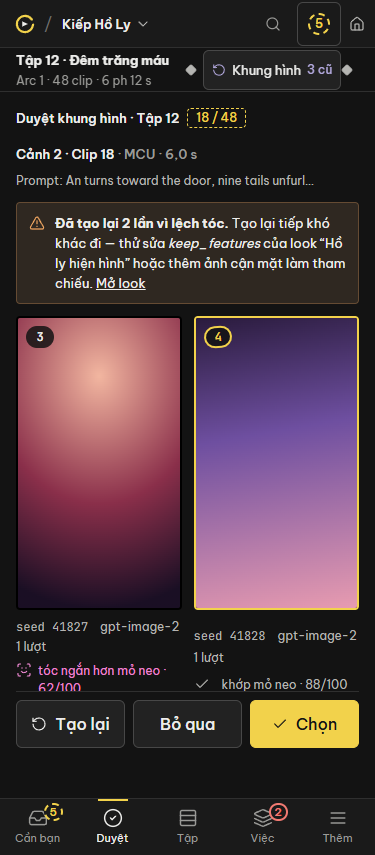 / Kiếp Hồ Ly
5
Tập 12 · Đêm trăng máu
Arc 1 · 48 clip · 6 ph 12 s
Khung hình 3 cũ
Duyệt khung hình · Tập 12 18 / 48
Cảnh 2 · Clip 18 · MCU · 6,0 s
Prompt: An turns toward the door, nine tails unfurl…
Đã tạo lại 2 lần vì lệch tóc. Tạo lại tiếp khó
khác đi — thử sửa keep_features của look “Hồ
ly hiện hình” hoặc thêm ảnh cận mặt làm tham
chiếu. Mở look
3
4
seed 41827 gpt-image-2
1 lượt
tóc ngắn hơn mỏ neo ·
62/100
seed 41828 gpt-image-2
1 lượt
khớp mỏ neo · 88/100
Tạo lại
Bỏ qua
Chọn
5
2
Cần bạn
Duyệt
Tập
Việc
Thêm